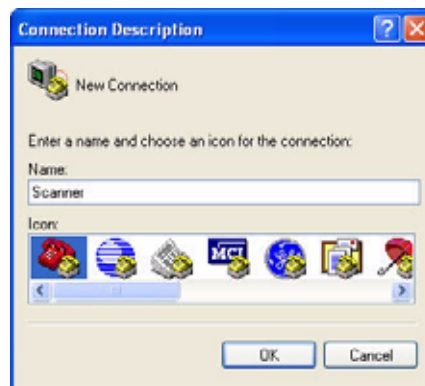 Connection Description
New Connection
Enter a name and choose an icon for the connection:
Name:
Scanner
Icon:
MCI
OK
Cancel